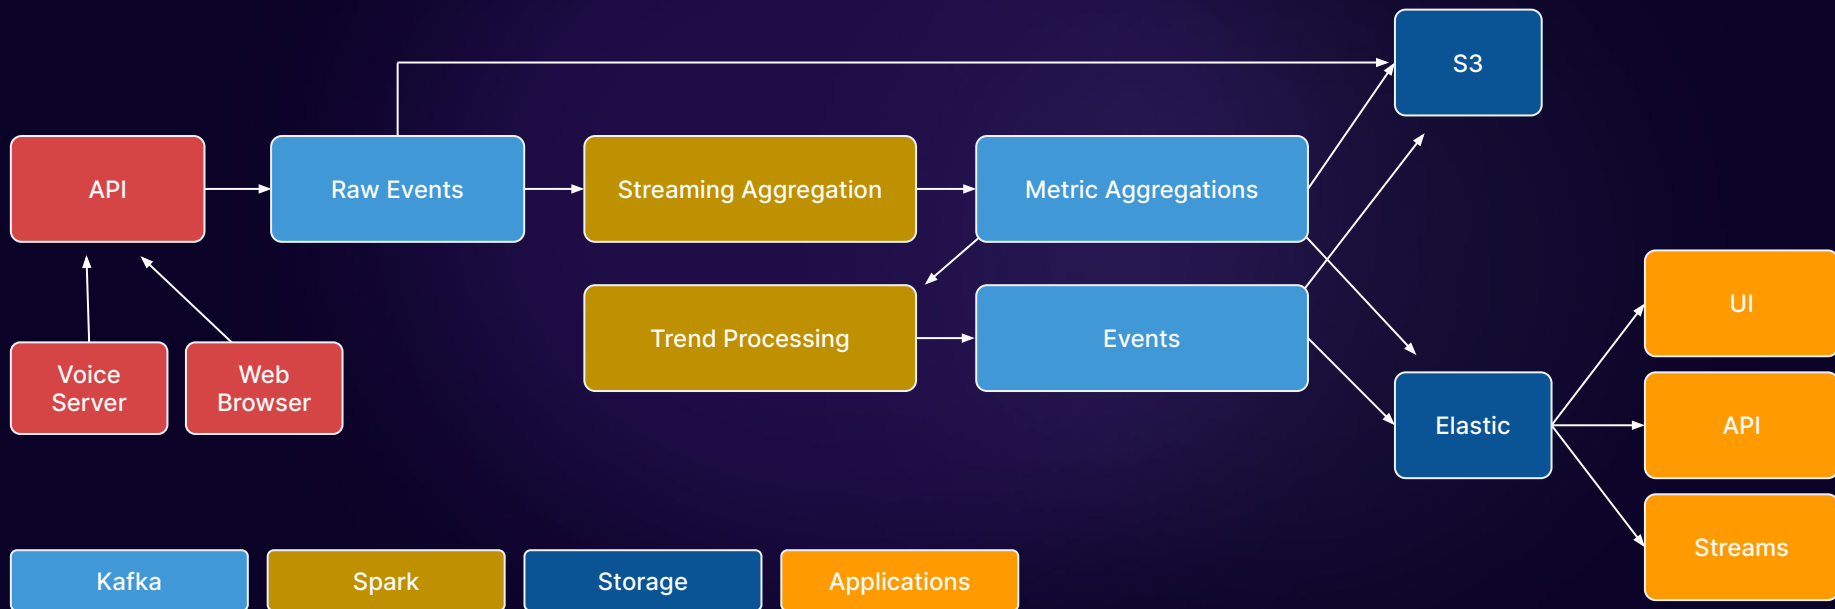 S3
API
Raw Events
Streaming Aggregation
Metric Aggregations
Trend Processing
Events
UI
Voice
Server
Web
Browser
Elastic
API
Streams
Kafka
Spark
Storage
Applications